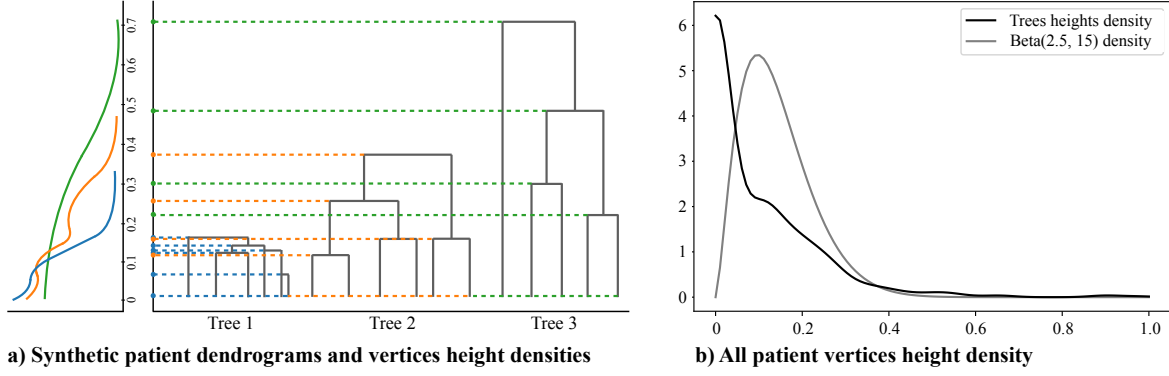 0.7
0.5
0.4
0.3
0.2
0.1
0
Tree 1
Tree 2
Tree 3
a) Synthetic patient dendrograms and vertices height densities
6
5
4
3
2
1
0
0
0.2
0.4
0.6
0.8
1.0
Trees heights density
Beta(2.5, 15) density
b) All patient vertices height density